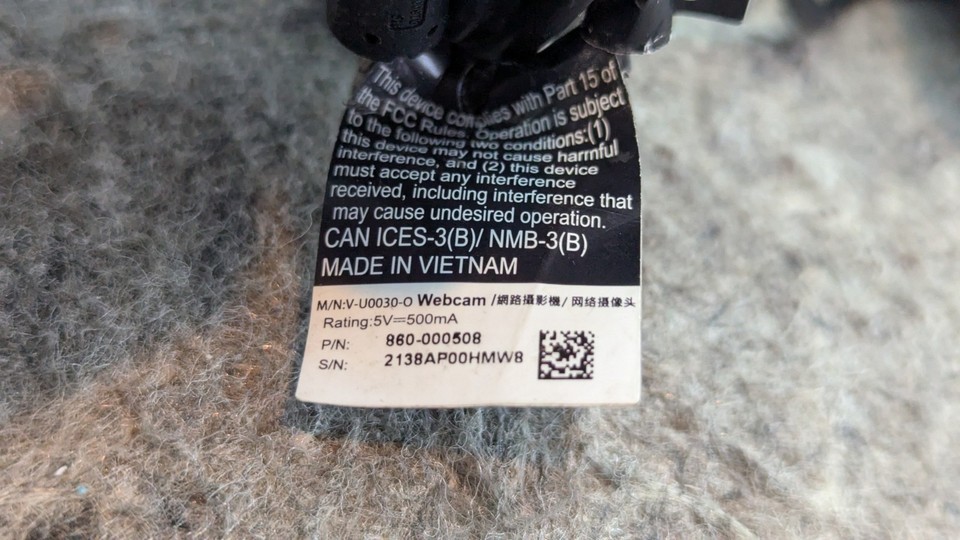 This device complies with Part 15 of
the FCC Rules. Operation is subject
to the following two conditions:(1)
this device may not cause harmful
interference, and (2) this device
must accept any interference
received, including interference that
may cause undesired operation.
CAN ICES-3(B)/ NMB-3(B)
MADE IN VIETNAM
M/N:V-U0030-O Webcam /網路攝影機/ 网络摄像头
Rating:5V⎓500mA
P/N: 860-000508
S/N: 2138AP00HMW8